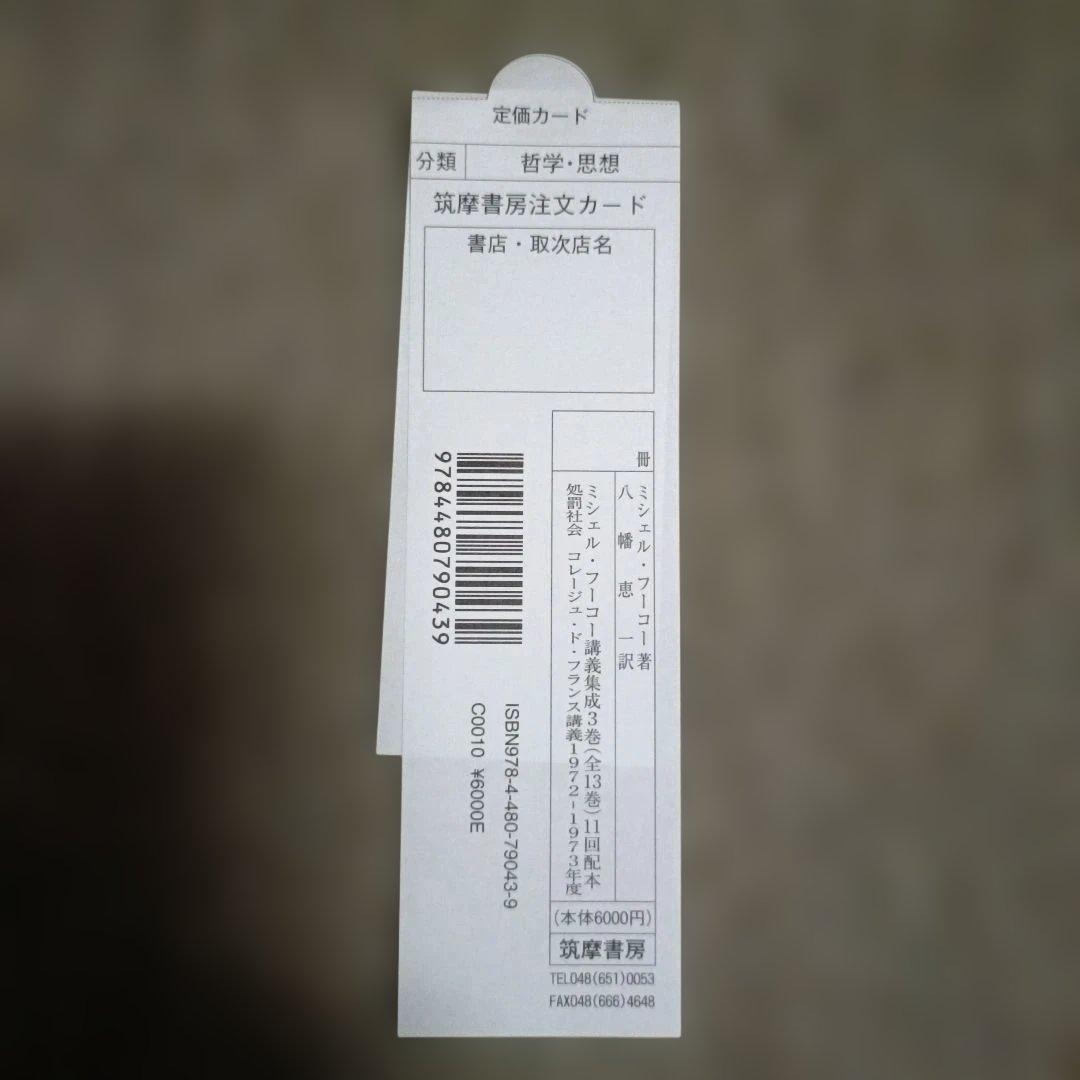 定価カード
分類 哲学・思想
筑摩書房注文カード
書店・取次店名
冊
ミシェル・フーコー著
八幡恵一訳
ミシェル・フーコー講義集成3巻(全13巻)11回配本
処罰社会 コレージュ・ド・フランス講義1972-1973年度
(本体6000円)
筑摩書房
TEL048(651)0053
FAX048(666)4648
9784480790439
ISBN978-4-480-79043-9
C0010 ¥6000E